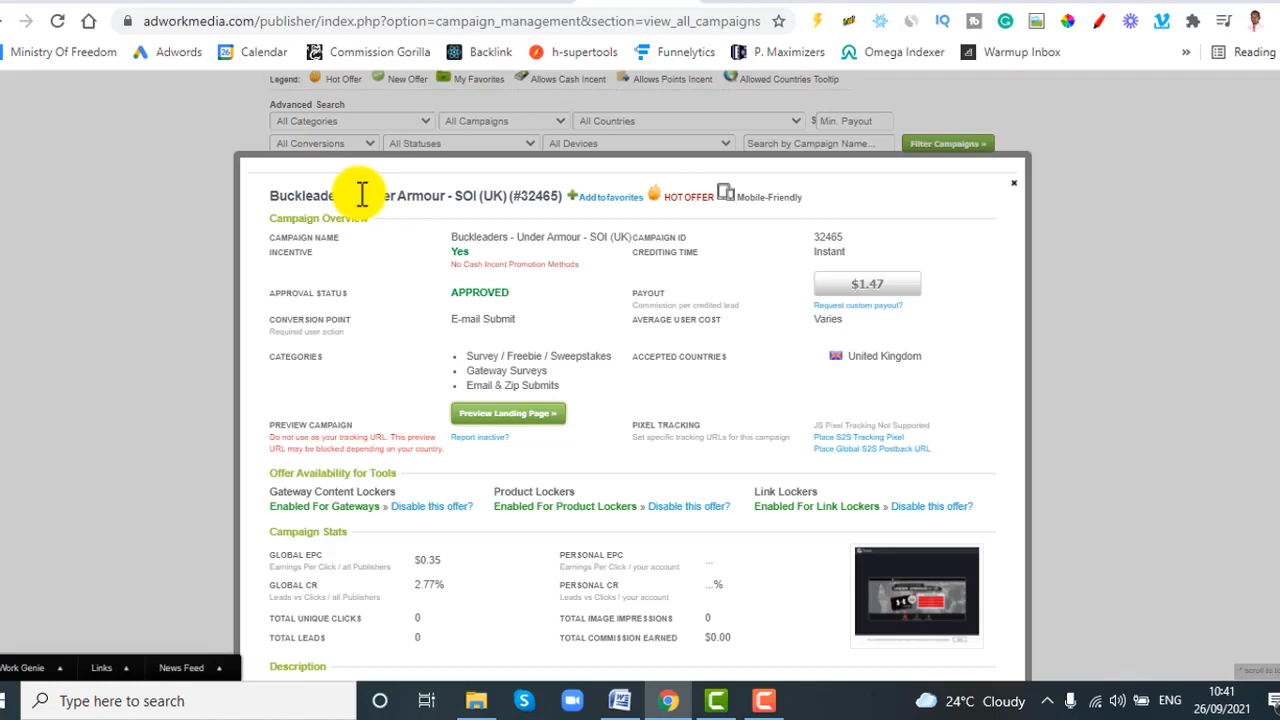 adworkmedia.com/publisher/index.php?option=campaign_management&section=view_all_campaigns
Ministry Of Freedom Adwords Calendar Commission Gorilla Backlink h-supertools Funnelytics P. Maximizers Omega Indexer Warmup Inbox » Reading
Legend: Hot Offer New Offer My Favorites Allows Cash Incent Allows Points Incent Allowed Countries Tooltip
Advanced Search
All Categories All Campaigns All Countries $ Min. Payout
All Conversions All Statuses All Devices Search by Campaign Name... Filter Campaigns »
Armour - SOI (UK) (#32465) Add to favorites HOT OFFER Mobile-Friendly
Campaign Overview
CAMPAIGN NAME Buckleaders - Under Armour - SOI (UK) CAMPAIGN ID 32465
INCENTIVE Yes CREDITING TIME Instant
No Cash Incent Promotion Methods
$1.47
APPROVAL STATUS APPROVED PAYOUT
Commission per credited lead Request custom payout?
CONVERSION POINT E-mail Submit AVERAGE USER COST Varies
Required user action
CATEGORIES • Survey / Freebie / Sweepstakes ACCEPTED COUNTRIES United Kingdom
• Gateway Surveys
• Email & Zip Submits
Preview Landing Page »
PREVIEW CAMPAIGN PIXEL TRACKING JS Pixel Tracking Not Supported
Do not use as your tracking URL. This preview Report inactive? Set specific tracking URLs for this campaign Place S2S Tracking Pixel
URL may be blocked depending on your country. Place Global S2S Postback URL
Offer Availability for Tools
Gateway Content Lockers Product Lockers Link Lockers
Enabled For Gateways » Disable this offer? Enabled For Product Lockers » Disable this offer? Enabled For Link Lockers » Disable this offer?
Campaign Stats
GLOBAL EPC $0.35 PERSONAL EPC ...
Earnings Per Click / all Publishers Earnings Per Click / your account
GLOBAL CR 2.77% PERSONAL CR ...%
Leads vs Clicks / all Publishers Leads vs Clicks / your account
TOTAL UNIQUE CLICKS 0 TOTAL IMAGE IMPRESSIONS 0
TOTAL LEADS 0 TOTAL COMMISSION EARNED $0.00
Description
Work Genie Links News Feed
Type here to search 24°C Cloudy ENG 10:41
26/09/2021